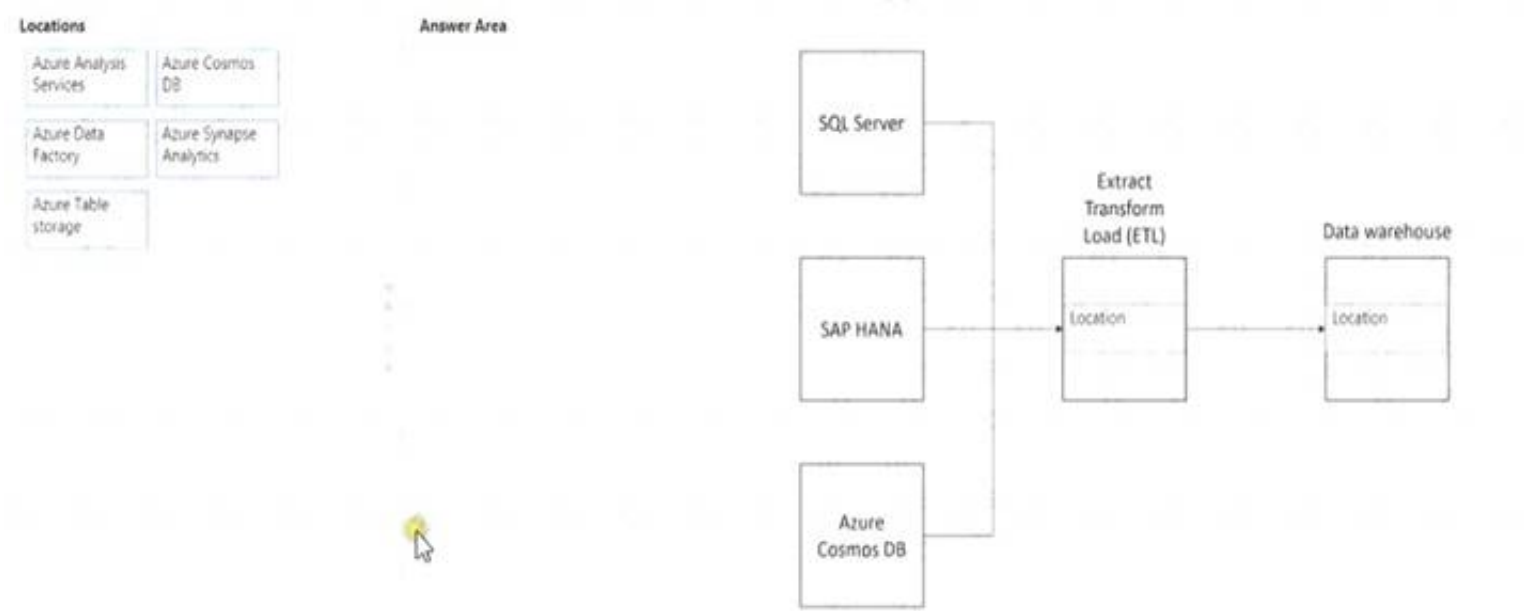 Locations
Azure Analysis
Services
Azure Cosmos
DB
Azure Data
Factory
Azure Synapse
Analytics
Azure Table
storage
Answer Area
SQL Server
SAP HANA
Azure
Cosmos DB
Extract
Transform
Load (ETL)
Location
Data warehouse
Location